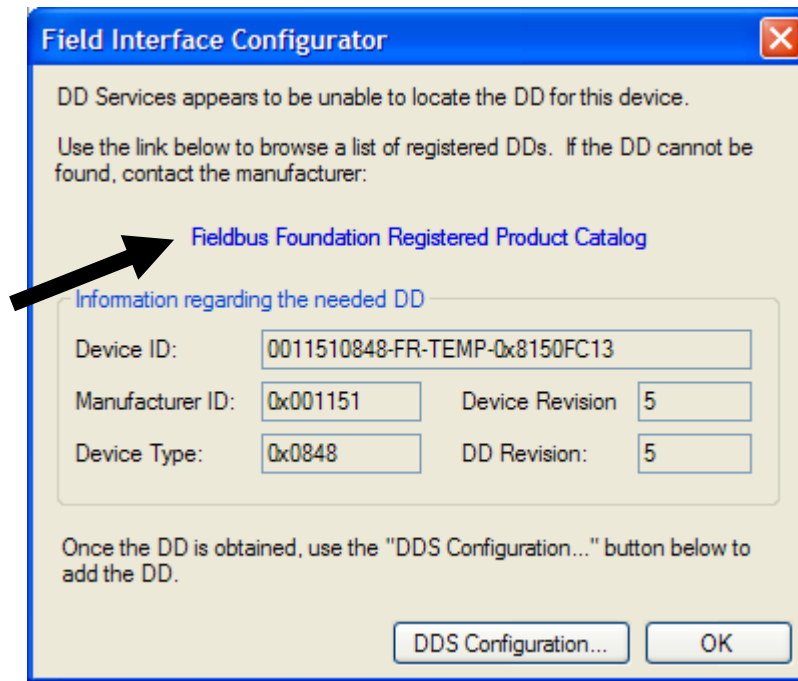 Field Interface Configurator
DD Services appears to be unable to locate the DD for this device.
Use the link below to browse a list of registered DDs.  If the DD cannot be
found, contact the manufacturer:
Fieldbus Foundation Registered Product Catalog
Information regarding the needed DD
Device ID: 0011510848-FR-TEMP-0x8150FC13
Manufacturer ID: 0x001151 Device Revision 5
Device Type: 0x0848 DD Revision: 5
Once the DD is obtained, use the "DDS Configuration..." button below to
add the DD.
DDS Configuration... OK